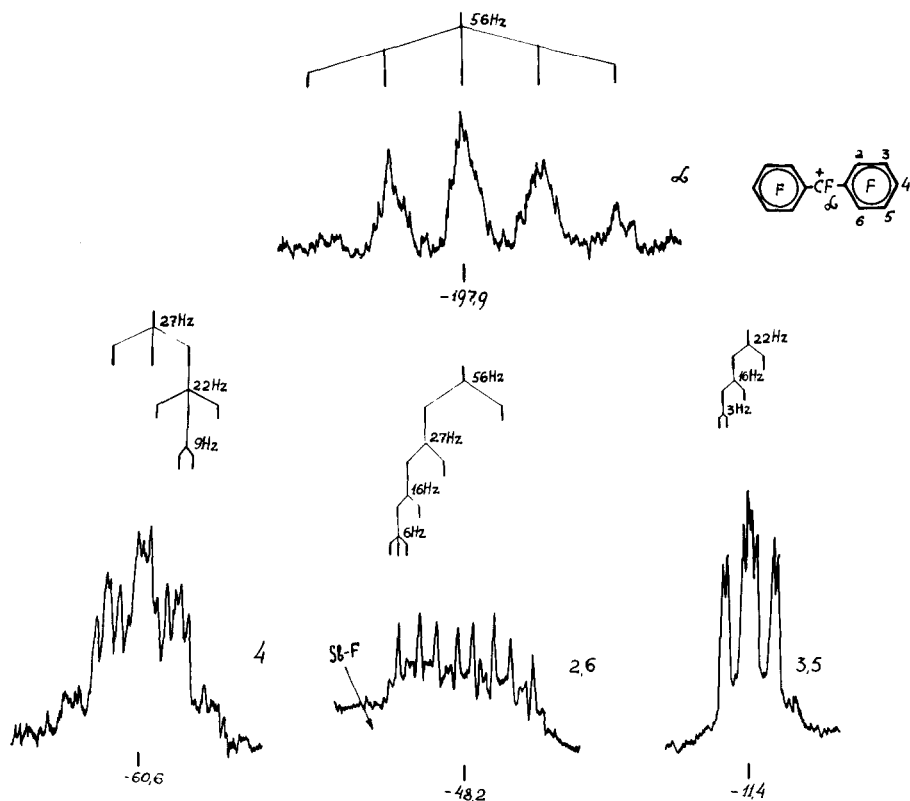 56Hz
α
F
+
CF
α
F
2
3
4
5
6
-197,9
27Hz
22Hz
9Hz
56Hz
27Hz
16Hz
6Hz
22Hz
16Hz
3Hz
4
Sb-F
2,6
3,5
-60,6
-48,2
-11,4